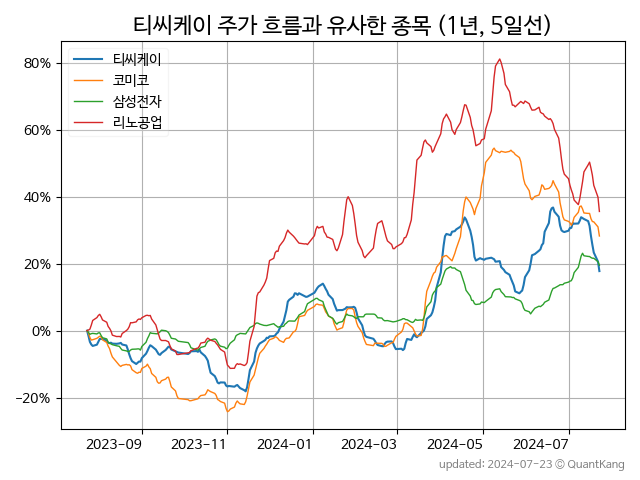 티씨케이 주가 흐름과 유사한 종목 (1년, 5일선)
80%
60%
40%
20%
0%
−20%
티씨케이
코미코
삼성전자
리노공업
2023-09 2023-11 2024-01 2024-03 2024-05 2024-07
updated: 2024-07-23 © QuantKang